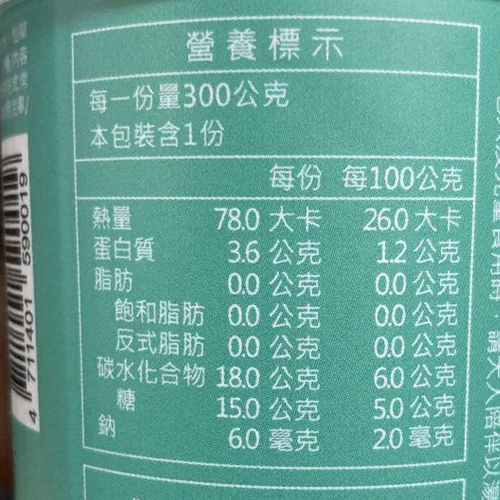 營養標示
每一份量300公克
本包裝含1份
每份 每100公克
熱量 78.0 大卡 26.0 大卡
蛋白質 3.6 公克 1.2 公克
脂肪 0.0 公克 0.0 公克
飽和脂肪 0.0 公克 0.0 公克
反式脂肪 0.0 公克 0.0 公克
碳水化合物 18.0 公克 6.0 公克
糖 15.0 公克 5.0 公克
鈉 6.0 毫克 2.0 毫克
4 711401 590019